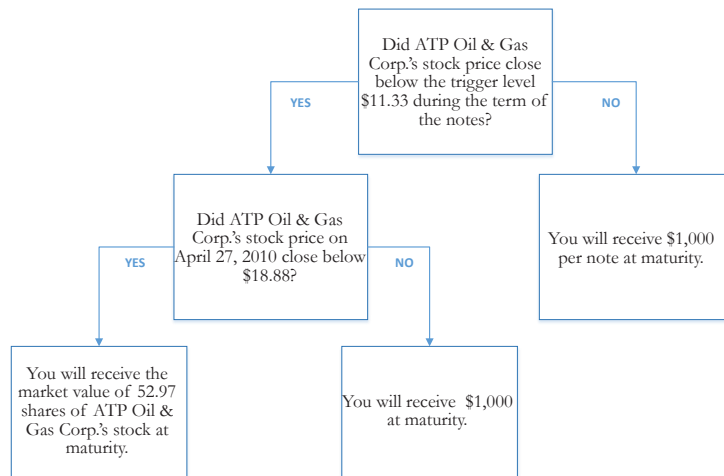 Did ATP Oil & Gas
Corp.'s stock price close
below the trigger level
$11.33 during the term of
the notes?
YES
NO
Did ATP Oil & Gas
Corp.'s stock price on
April 27, 2010 close below
$18.88?
You will receive $1,000
per note at maturity.
YES
NO
You will receive the
market value of 52.97
shares of ATP Oil &
Gas Corp.'s stock at
maturity.
You will receive $1,000
at maturity.